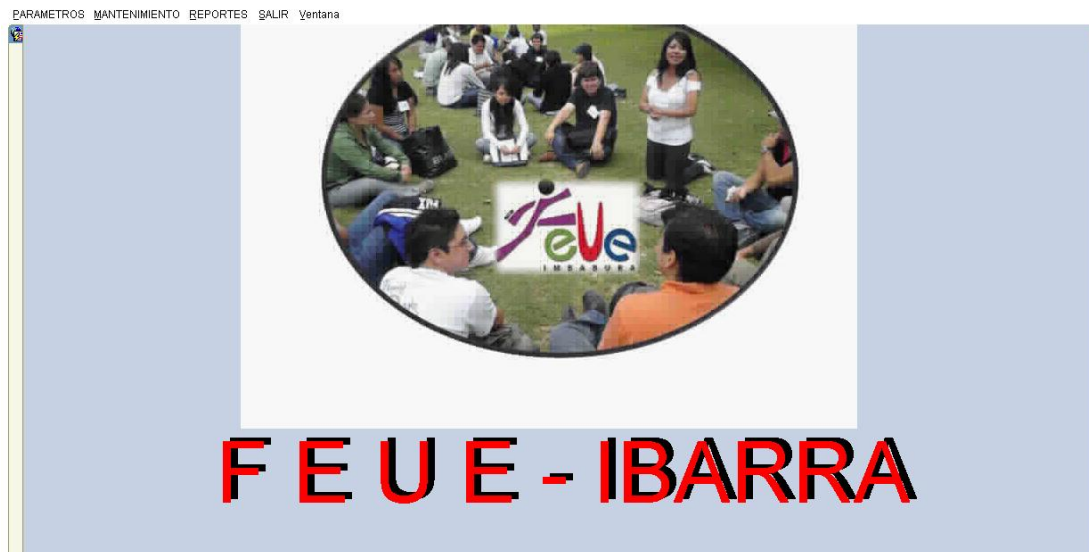 PARAMETROS MANTENIMIENTO REPORTES SALIR Ventana
feUe
IMBABURA
F E U E - IBARRA